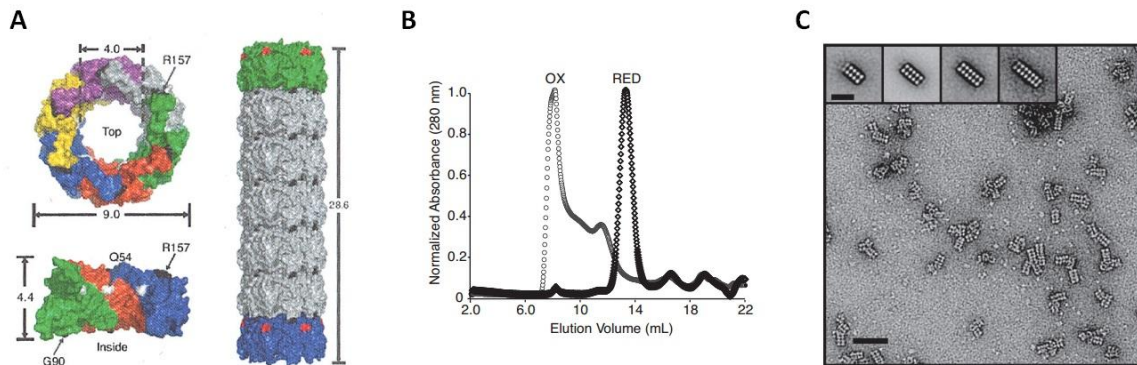 A
4.0
R157
Top
9.0
Q54
R157
4.4
Inside
G90
28.6
B
OX
RED
Normalized Absorbance (280 nm)
1.0
0.8
0.6
0.4
0.2
0
2.0
6.0
10
14
18
22
Elution Volume (mL)
C